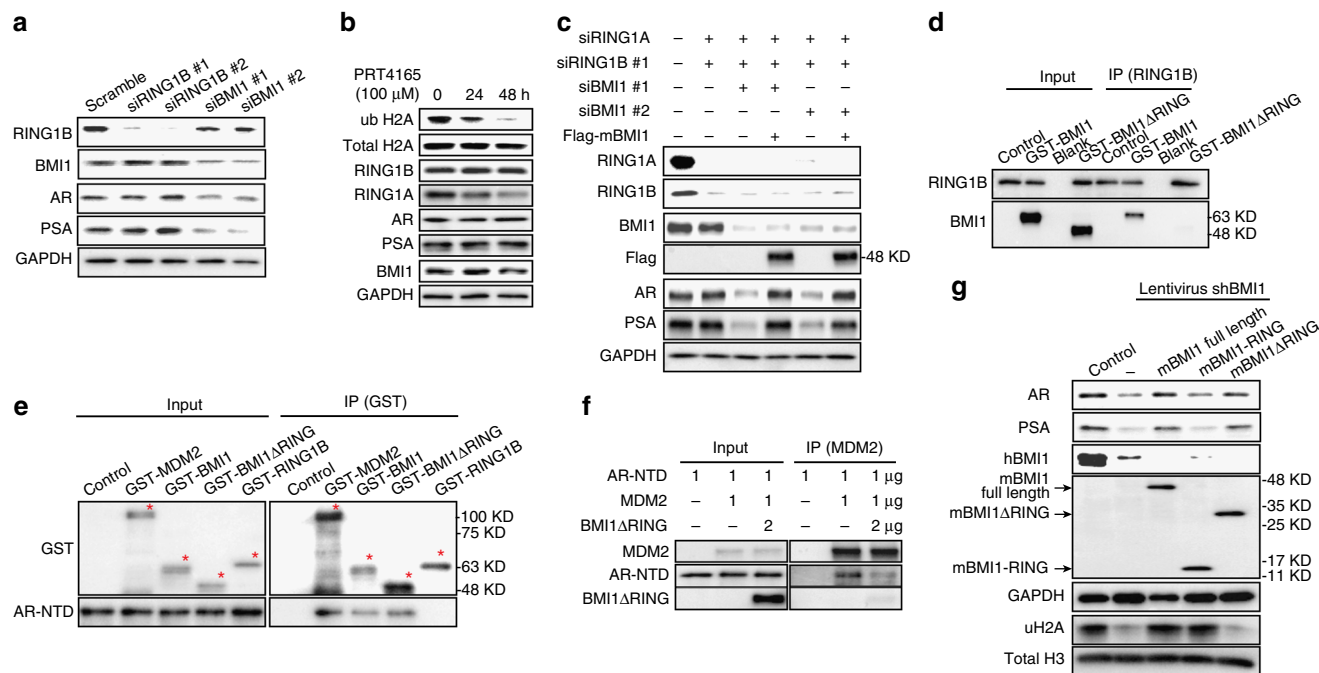 a
Scramble
siRING1B #1
siRING1B #2
siBMI1 #1
siBMI1 #2
RING1B
BMI1
AR
PSA
GAPDH
b
PRT4165
(100 μM) 0 24 48 h
ub H2A
Total H2A
RING1B
RING1A
AR
PSA
BMI1
GAPDH
c
siRING1A – + + + + +
siRING1B #1 – + + + + +
siBMI1 #1 – – + + – –
siBMI1 #2 – – – – + +
Flag-mBMI1 – – – + – +
RING1A
RING1B
BMI1
Flag -48 KD
AR
PSA
GAPDH
d
Input IP (RING1B)
Control
GST-BMI1
Blank
GST-BMI1ΔRING
Control
GST-BMI1
Blank
GST-BMI1ΔRING
RING1B
BMI1
-63 KD
-48 KD
e
Input IP (GST)
Control
GST-MDM2
GST-BMI1
GST-BMI1ΔRING
GST-RING1B
Control
GST-MDM2
GST-BMI1
GST-BMI1ΔRING
GST-RING1B
* * * * * * * *
GST
-100 KD
-75 KD
-63 KD
-48 KD
AR-NTD
f
Input IP (MDM2)
AR-NTD 1 1 1 1 1 1 μg
MDM2 – 1 1 – 1 1 μg
BMI1ΔRING – – 2 – – 2 μg
MDM2
AR-NTD
BMI1ΔRING
g
Lentivirus shBMI1
Control
–
mBMI1 full length
mBMI1-RING
mBMI1ΔRING
AR
PSA
hBMI1
mBMI1
full length
mBMI1ΔRING
mBMI1-RING
-48 KD
-35 KD
-25 KD
-17 KD
-11 KD
GAPDH
uH2A
Total H3